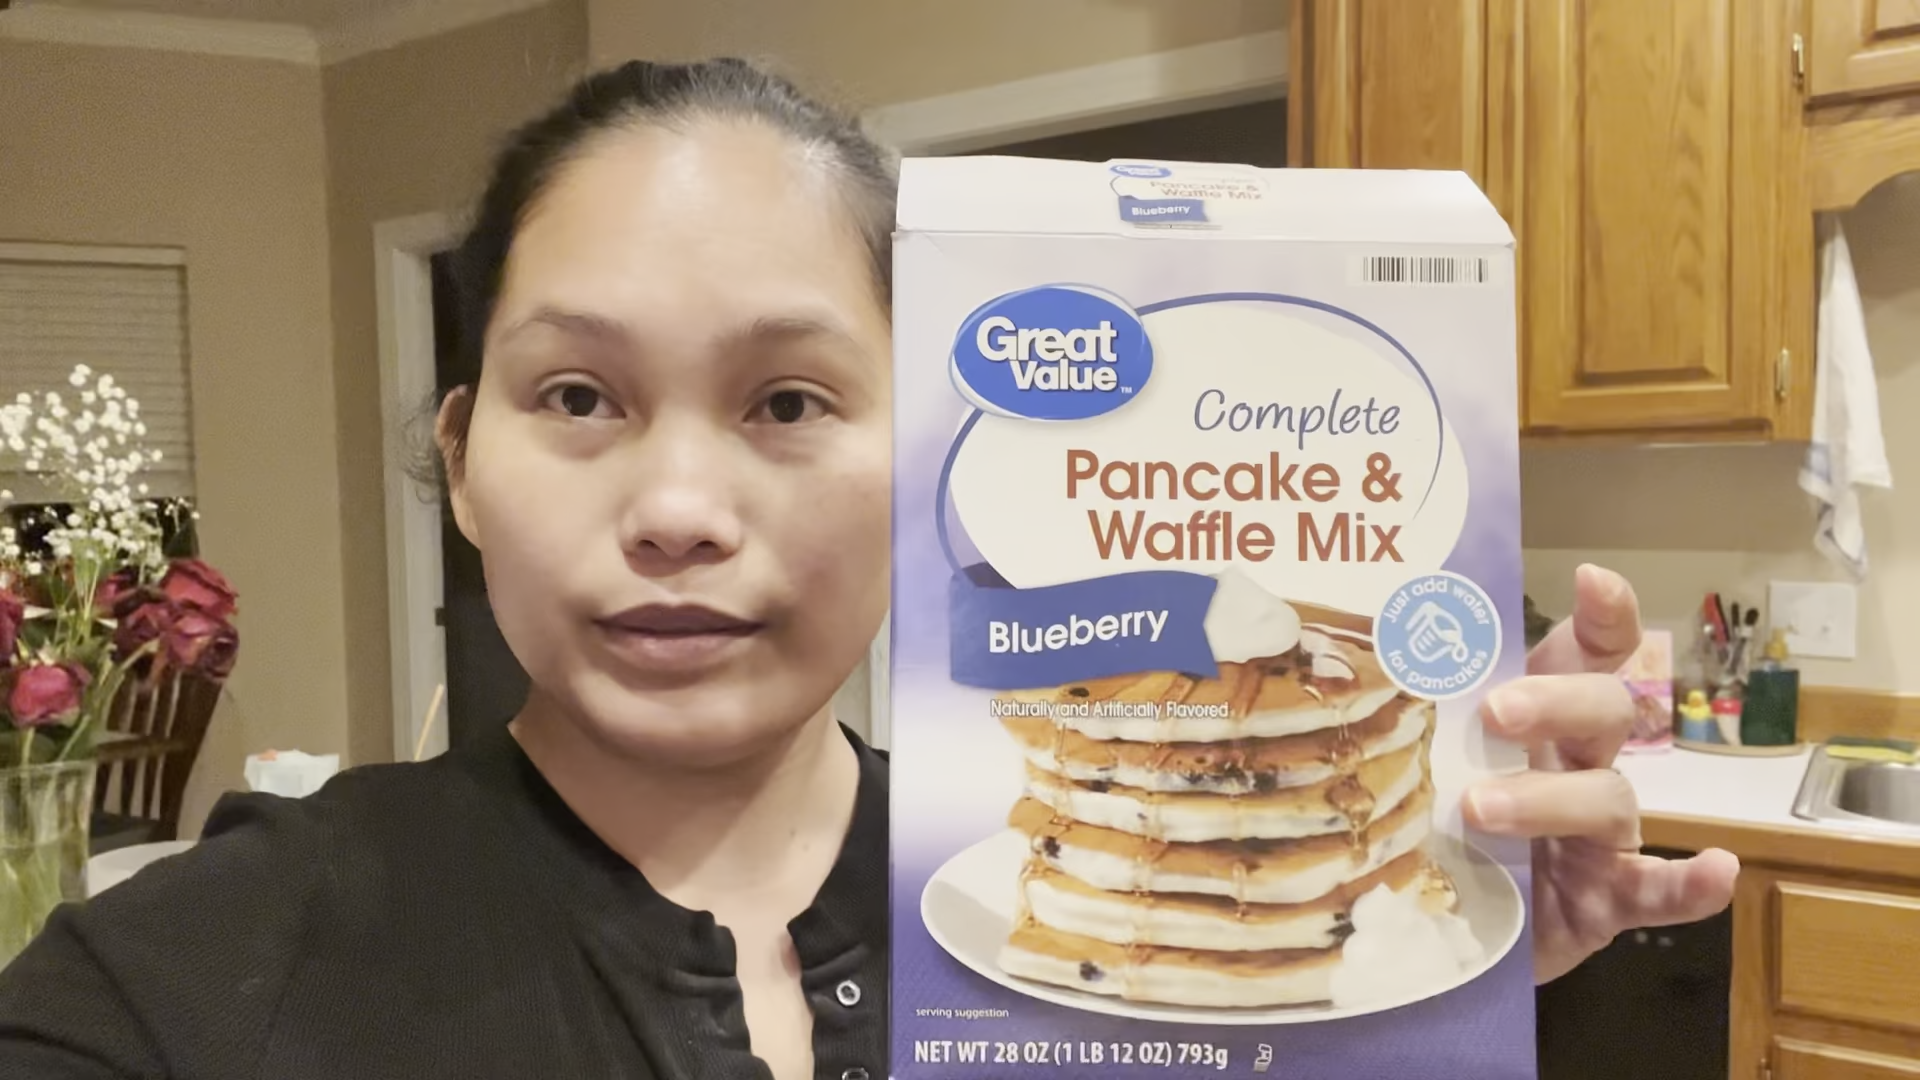 Great Value
Pancake &
Waffle Mix
Blueberry
Great
Value™
Complete
Pancake &
Waffle Mix
Blueberry
Just add water
for pancakes
Naturally and Artificially Flavored
serving suggestion
NET WT 28 OZ (1 LB 12 OZ) 793g